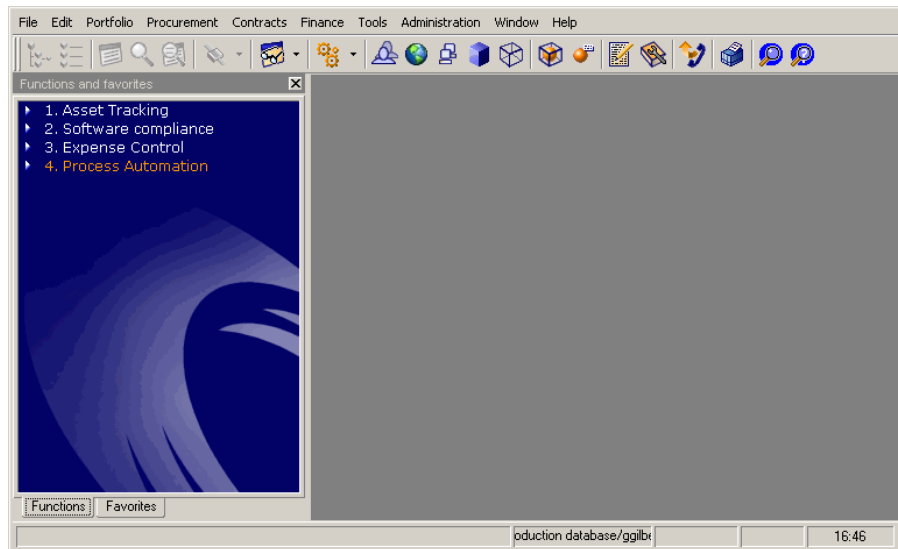 File Edit Portfolio Procurement Contracts Finance Tools Administration Window Help
Functions and favorites
1. Asset Tracking
2. Software compliance
3. Expense Control
4. Process Automation
Functions Favorites
oduction database/ggilbe 16:46